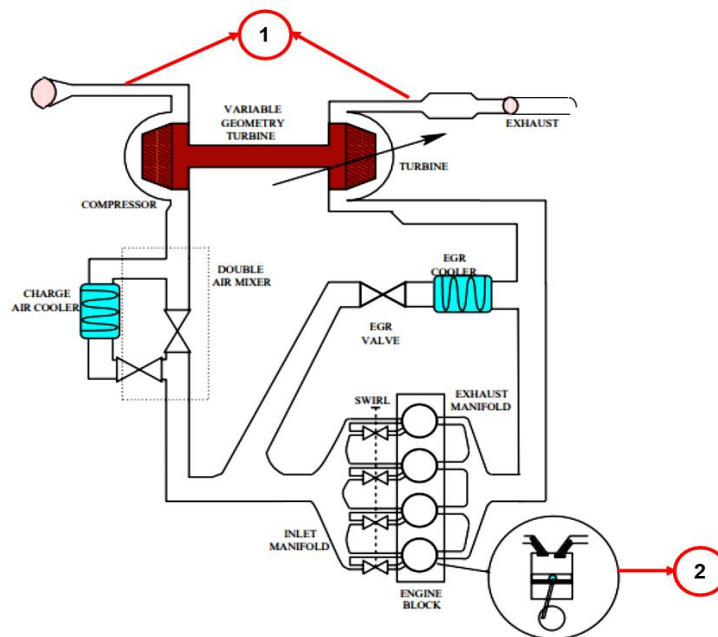 1
VARIABLE
GEOMETRY
TURBINE
EXHAUST
TURBINE
COMPRESSOR
DOUBLE
AIR MIXER
EGR
COOLER
CHARGE
AIR COOLER
EGR
VALVE
SWIRL
EXHAUST
MANIFOLD
INLET
MANIFOLD
ENGINE
BLOCK
2